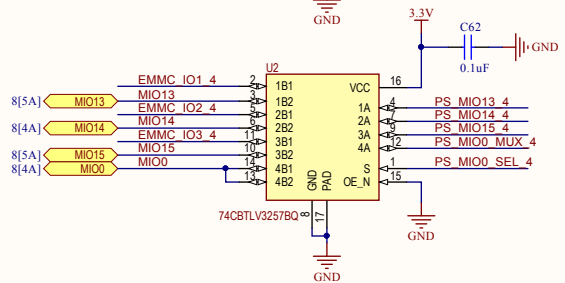 GND
3.3V
C62
0.1uF
GND
U2
EMMC_IO1_4 2 1B1 VCC 16
8[5A] MIO13 MIO13 3 1B2 1A 4 PS_MIO13_4
EMMC_IO2_4 5 2B1 2A 7 PS_MIO14_4
8[4A] MIO14 MIO14 6 2B2 3A 9 PS_MIO15_4
EMMC_IO3_4 11 3B1 4A 12 PS_MIO0_MUX_4
8[5A] MIO15 MIO15 10 3B2
8[4A] MIO0 MIO0 14 4B1 S 1 PS_MIO0_SEL_4
13 4B2 OE_N 15
GND PAD
74CBTLV3257BQ 8 17
GND
GND